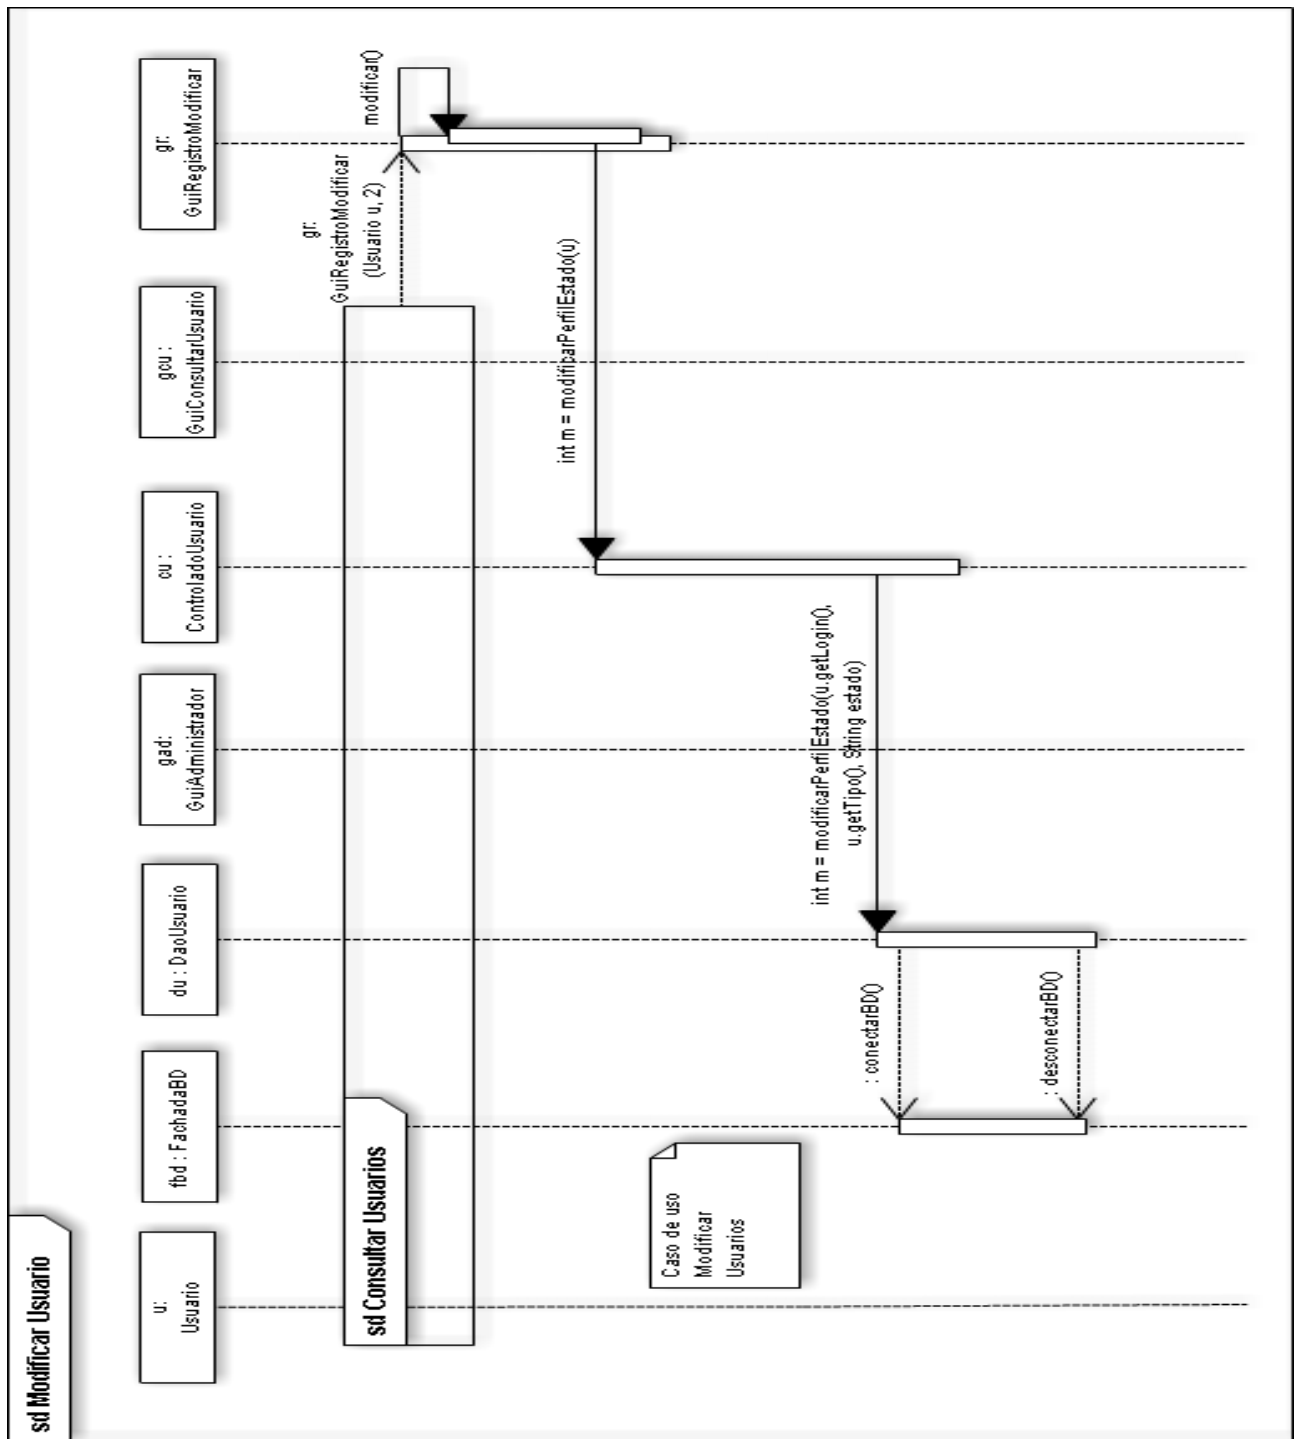 sd Modificar Usuario
u:
Usuario
fbd : FachadaBD
du : DaoUsuario
gad:
GuiAdministrador
cu :
ControladoUsuario
gcu :
GuiConsultarUsuario
gr:
GuiRegistroModificar
sd Consultar Usuarios
gr:
GuiRegistroModificar
(Usuario u, 2)
modificar()
int m = modificarPerfilEstado(u)
Caso de uso
Modificar
Usuarios
int m = modificarPerfilEstado(u.getLogin(),
u.getTipo(), String estado)
: conectarBD()
: desconectarBD()